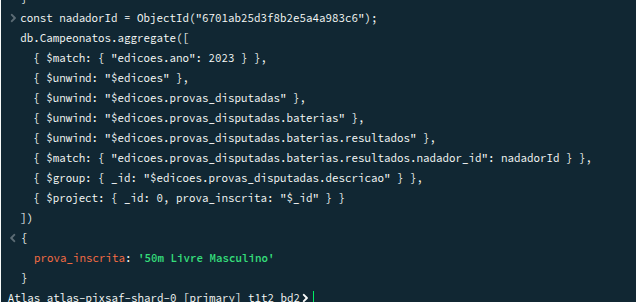 const nadadorId = ObjectId("6701ab25d3f8b2e5a4a983c6");
db.Campeonatos.aggregate([
{ $match: { "edicoes.ano": 2023 } },
{ $unwind: "$edicoes" },
{ $unwind: "$edicoes.provas_disputadas" },
{ $unwind: "$edicoes.provas_disputadas.baterias" },
{ $unwind: "$edicoes.provas_disputadas.baterias.resultados" },
{ $match: { "edicoes.provas_disputadas.baterias.resultados.nadador_id": nadadorId } },
{ $group: { _id: "$edicoes.provas_disputadas.descricao" } },
{ $project: { _id: 0, prova_inscrita: "$_id" } }
])
{
prova_inscrita: '50m Livre Masculino'
}
Atlas atlas-pixsaf-shard-0 [primary] t1t2_bd2>